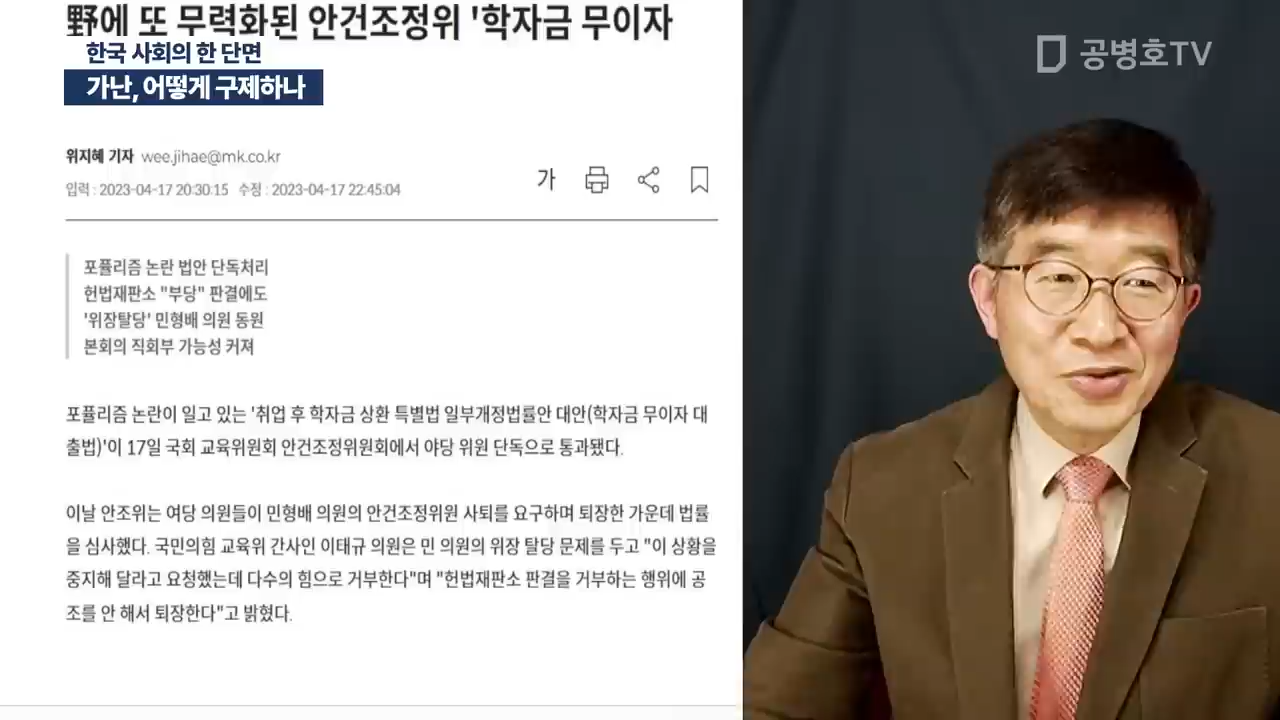 野에 또 무력화된 안건조정위 '학자금 무이자
한국 사회의 한 단면
가난, 어떻게 구제하나
공병호TV
위지혜 기자 wee.jihae@mk.co.kr
입력 : 2023-04-17 20:30:15 수정 : 2023-04-17 22:45:04
가
포퓰리즘 논란 법안 단독처리
헌법재판소 "부당" 판결에도
'위장탈당' 민형배 의원 동원
본회의 직회부 가능성 커져
포퓰리즘 논란이 일고 있는 '취업 후 학자금 상환 특별법 일부개정법률안 대안(학자금 무이자 대
출법)'이 17일 국회 교육위원회 안건조정위원회에서 야당 위원 단독으로 통과됐다.
이날 안조위는 여당 의원들이 민형배 의원의 안건조정위원 사퇴를 요구하며 퇴장한 가운데 법률
을 심사했다. 국민의힘 교육위 간사인 이태규 의원은 민 의원의 위장 탈당 문제를 두고 "이 상황을
중지해 달라고 요청했는데 다수의 힘으로 거부한다"며 "헌법재판소 판결을 거부하는 행위에 공
조를 안 해서 퇴장한다"고 밝혔다.